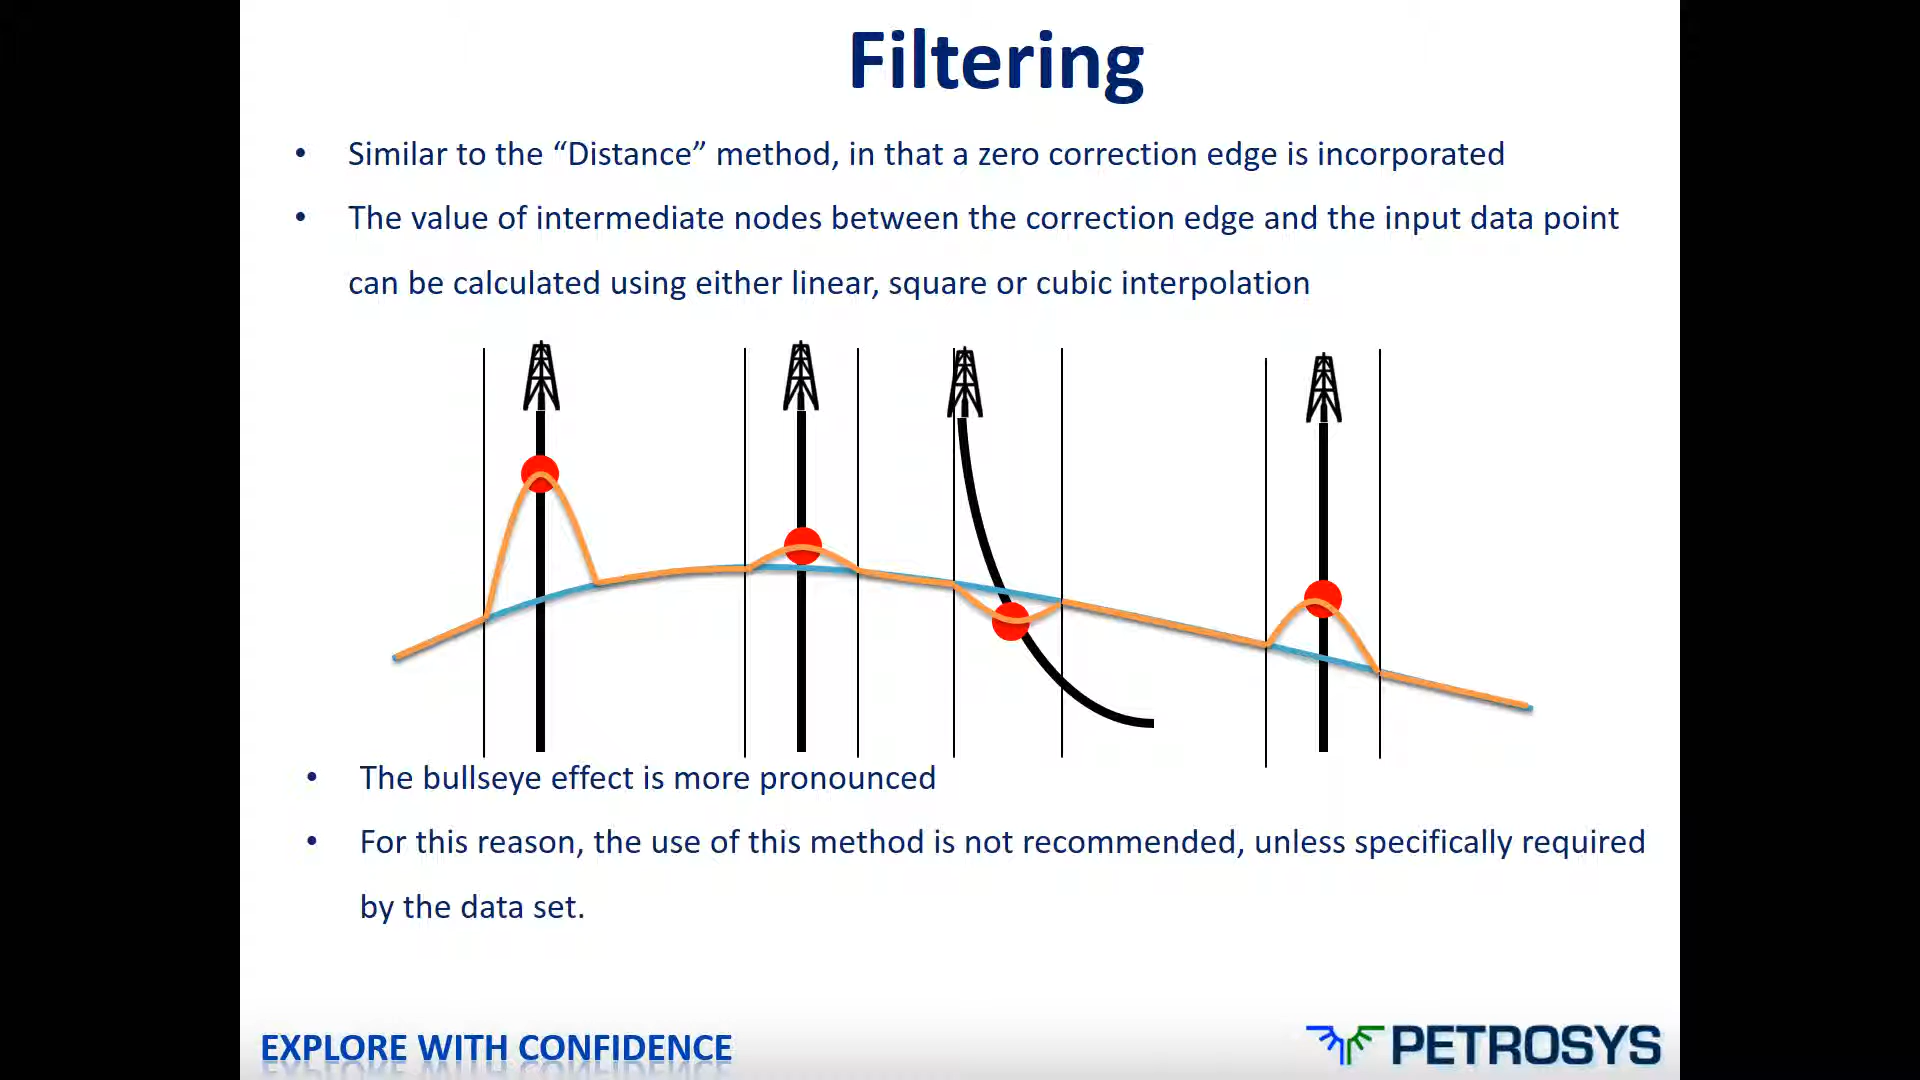 Filtering
• Similar to the “Distance” method, in that a zero correction edge is incorporated
• The value of intermediate nodes between the correction edge and the input data point
can be calculated using either linear, square or cubic interpolation
• The bullseye effect is more pronounced
• For this reason, the use of this method is not recommended, unless specifically required
by the data set.
EXPLORE WITH CONFIDENCE
PETROSYS